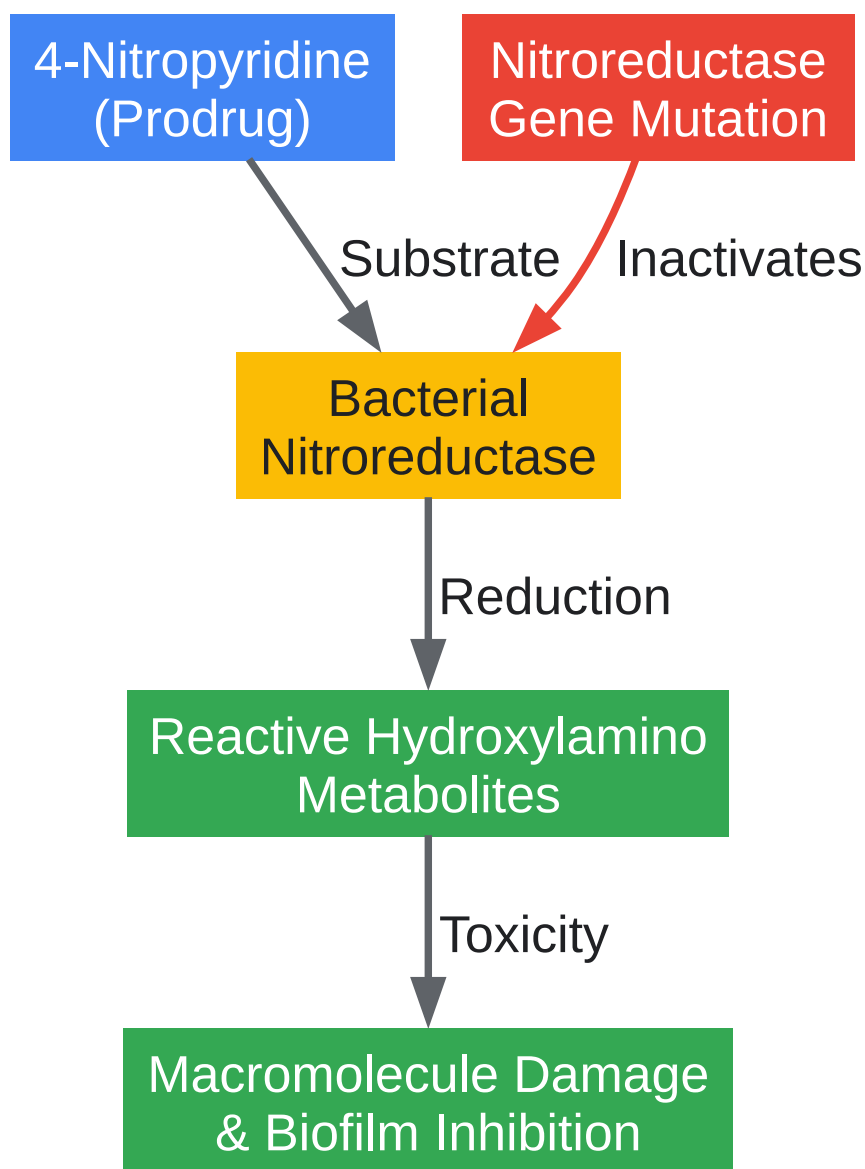 4-Nitropyridine
(Prodrug)
Nitroreductase
Gene Mutation
Substrate
Inactivates
Bacterial
Nitroreductase
Reduction
Reactive Hydroxylamino
Metabolites
Toxicity
Macromolecule Damage
& Biofilm Inhibition